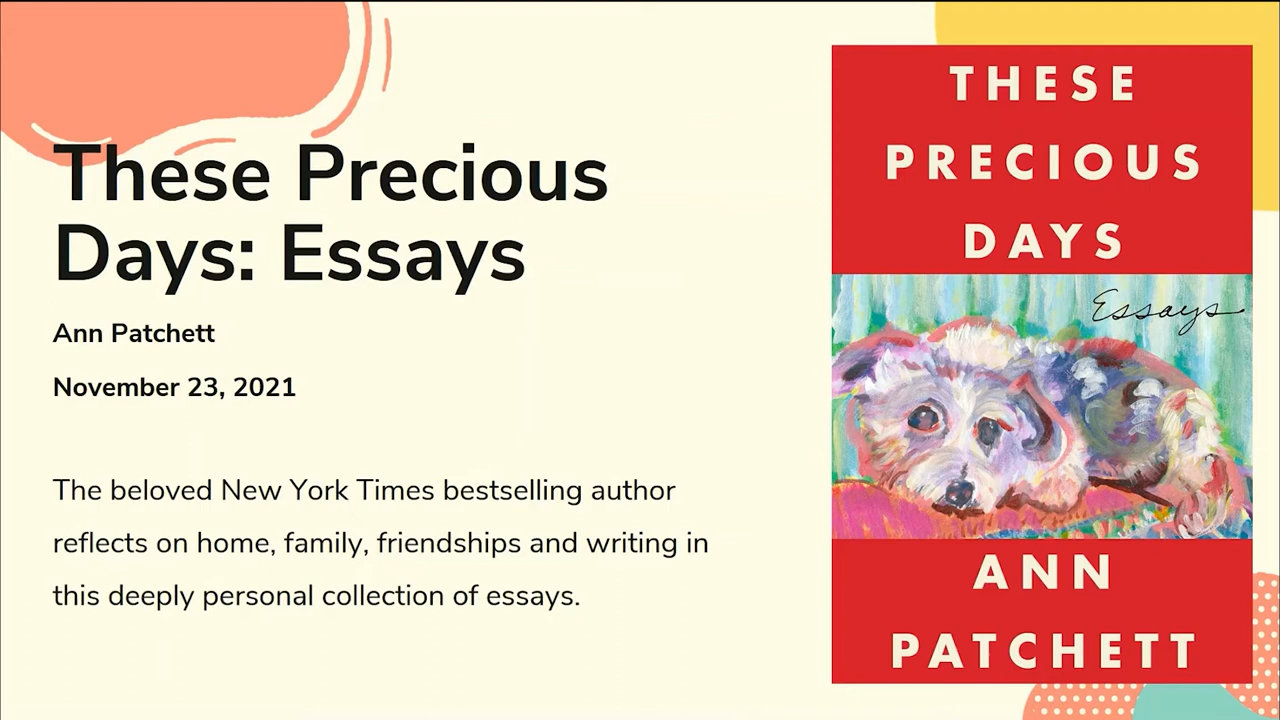 These Precious
Days: Essays
Ann Patchett
November 23, 2021
The beloved New York Times bestselling author
reflects on home, family, friendships and writing in
this deeply personal collection of essays.
THESE
PRECIOUS
DAYS
Essays
ANN
PATCHETT